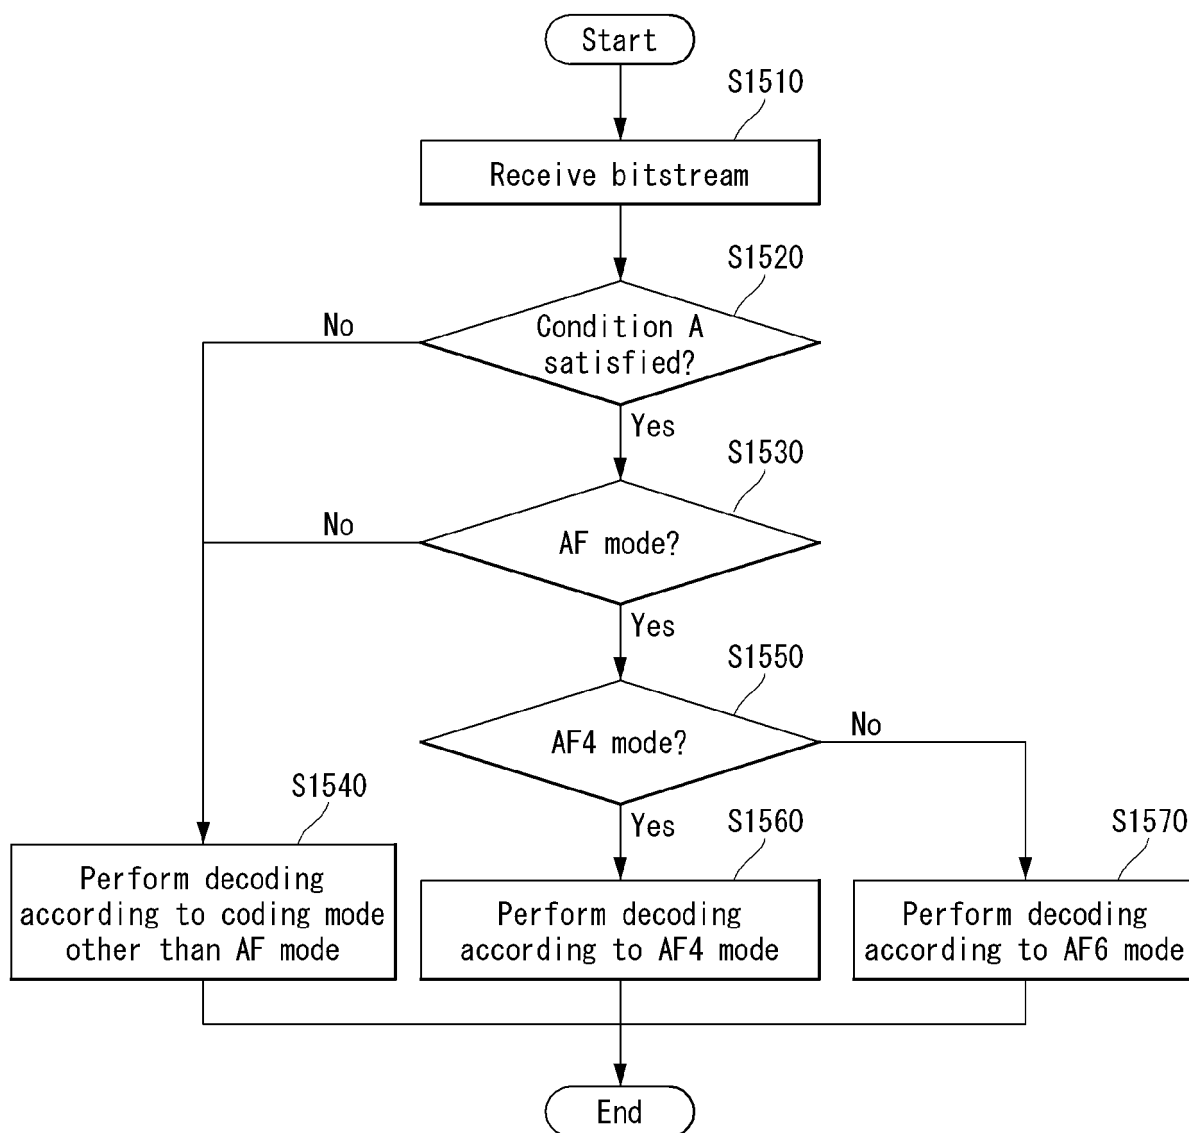 Start
S1510
Receive bitstream
S1520
No
Condition A
satisfied?
Yes
S1530
No
AF mode?
Yes
S1550
AF4 mode?
No
S1540
Yes
S1560
S1570
Perform decoding
according to coding mode
other than AF mode
Perform decoding
according to AF4 mode
Perform decoding
according to AF6 mode
End